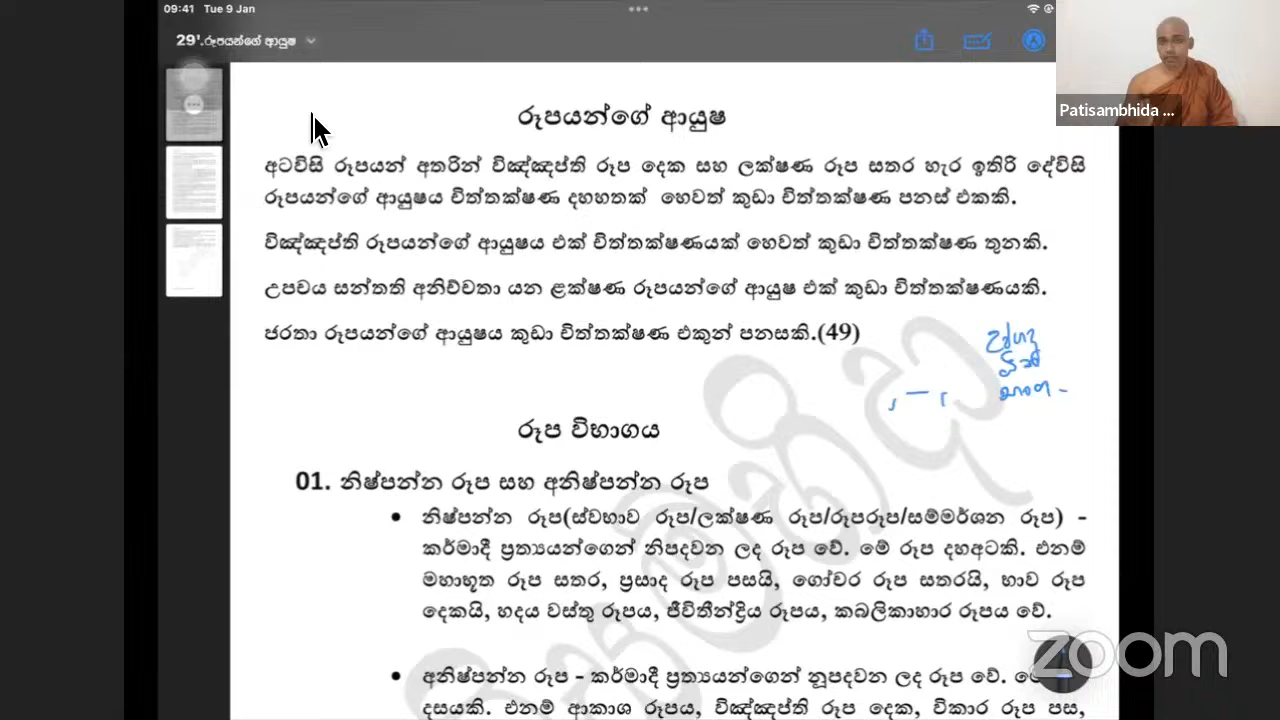 09:41 Tue 9 Jan
29'.රූපයන්ගේ ආයුෂ
Patisambhida ...
රූපයන්ගේ ආයුෂ
අටවිසි රූපයන් අතරින් විඤ්ඤප්ති රූප දෙක සහ ලක්ෂණ රූප සතර හැර ඉතිරි දේවිසි
රූපයන්ගේ ආයුෂය චිත්තක්ෂණ දහහතක් හෙවත් කුඩා චිත්තක්ෂණ පනස් එකකි.
විඤ්ඤප්ති රූපයන්ගේ ආයුෂය එක් චිත්තක්ෂණයක් හෙවත් කුඩා චිත්තක්ෂණ තුනකි.
උපචය සන්තති අනිච්චතා යන ළක්ෂණ රූපයන්ගේ ආයුෂ එක් කුඩා චිත්තක්ෂණයකි.
ජරතා රූපයන්ගේ ආයුෂය කුඩා චිත්තක්ෂණ එකුන් පනසකි.(49)
රූප විභාගය
01. නිෂ්පන්න රූප සහ අනිෂ්පන්න රූප
• නිෂ්පන්න රූප(ස්වභාව රූප/ලක්ෂණ රූප/රූපරූප/සම්මර්ශන රූප) -
කර්මාදී ප්‍රත්‍යයන්ගෙන් නිපදවන ලද රූප වේ. මේ රූප දහඅටකි. එනම්
මහාභූත රූප සතර, ප්‍රසාද රූප පසයි, ගෝචර රූප සතරයි, භාව රූප
දෙකයි, හදය වස්තු රූපය, ජීවිතීන්ද්‍රිය රූපය, කබලිකාහාර රූපය වේ.
• අනිෂ්පන්න රූප - කර්මාදී ප්‍රත්‍යයන්ගෙන් නූපදවන ලද රූප වේ.
දසයකි. එනම් ආකාශ රූපය, විඤ්ඤප්ති රූප දෙක, විකාර රූප පස,
zoom